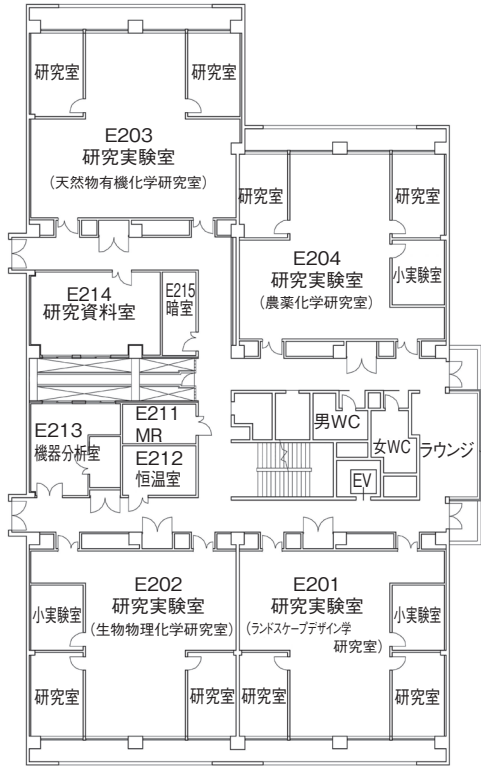 研究室
研究室
E203
研究実験室
（天然物有機化学研究室）
研究室
研究室
E204
研究実験室
（農薬化学研究室）
小実験室
E214
研究資料室
E215
暗室
E213
機器分析室
E211
MR
E212
恒温室
男WC
女WC
ラウンジ
EV
E202
研究実験室
（生物物理化学研究室）
E201
研究実験室
（ランドスケープデザイン学
研究室）
小実験室
小実験室
研究室
研究室
研究室
研究室